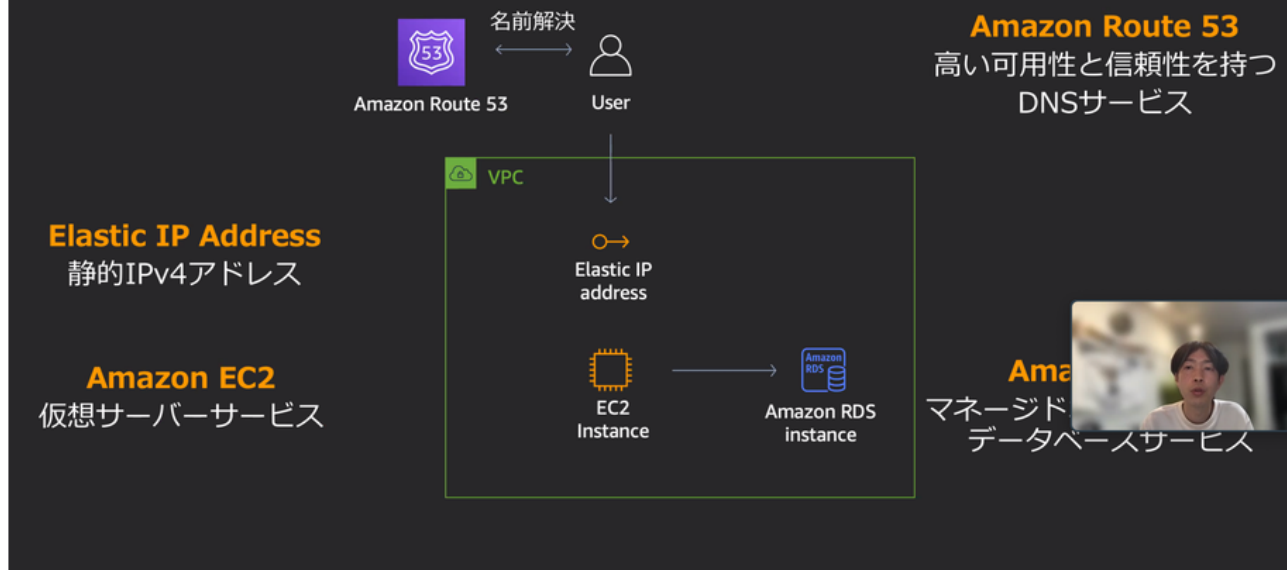 名前解決
Amazon Route 53
User
Amazon Route 53
高い可用性と信頼性を持つ
DNSサービス
VPC
Elastic IP Address
静的IPv4アドレス
Elastic IP
address
Amazon EC2
仮想サーバーサービス
EC2
Instance
Amazon
RDS
Amazon RDS
instance
マネージド
データベースサービス